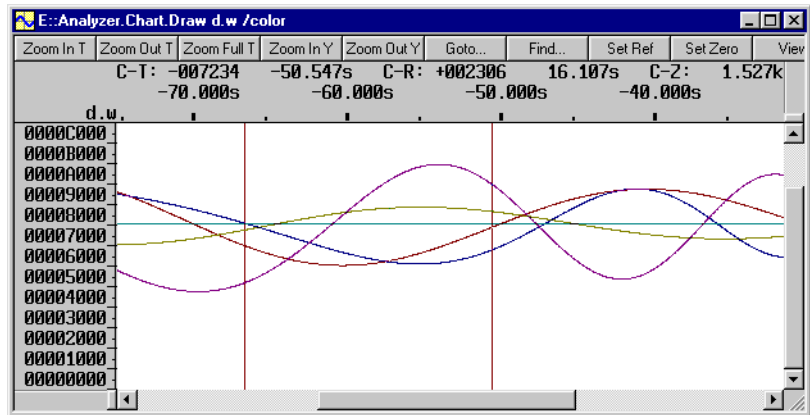 E::Analyzer.Chart.Draw d.w /color
Zoom In T Zoom Out T Zoom Full T Zoom In Y Zoom Out Y Goto... Find... Set Ref Set Zero View
C-T: -007234 -50.547s C-R: +002306 16.107s C-Z: 1.527k
-70.000s -60.000s -50.000s -40.000s
d.w
0000C000
0000B000
0000A000
00009000
00008000
00007000
00006000
00005000
00004000
00003000
00002000
00001000
00000000